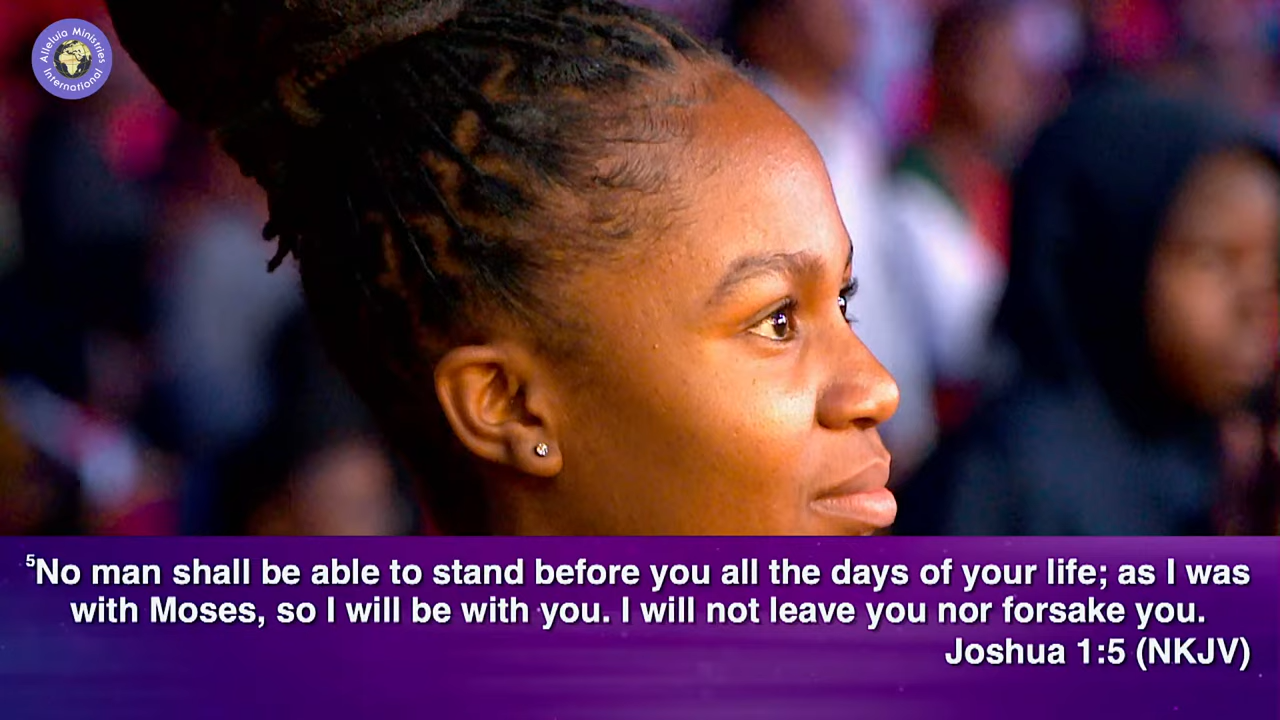 Alleluia Ministries
International
⁵No man shall be able to stand before you all the days of your life; as I was
with Moses, so I will be with you. I will not leave you nor forsake you.
Joshua 1:5 (NKJV)